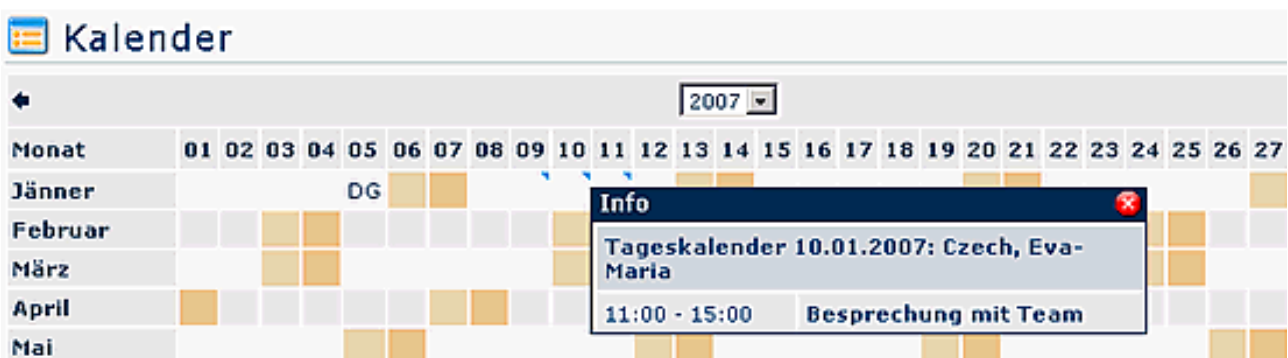 Kalender
2007
Monat 01 02 03 04 05 06 07 08 09 10 11 12 13 14 15 16 17 18 19 20 21 22 23 24 25 26 27
Jänner DG
Info
Februar
Tageskalender 10.01.2007: Czech, Eva-
Maria
März
April
11:00 - 15:00 Besprechung mit Team
Mai